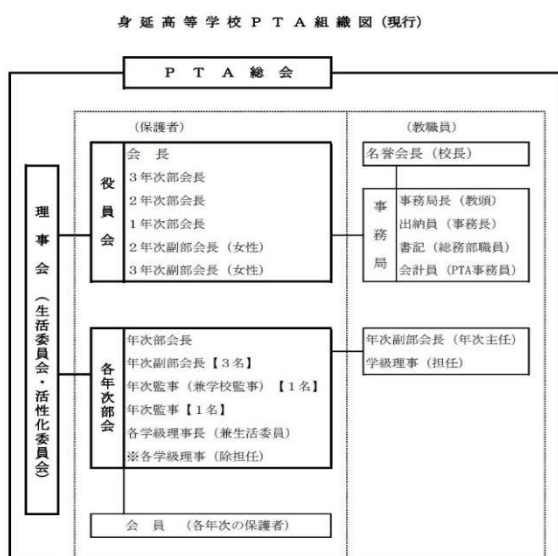 身延高等学校PTA組織図(現行)
PTA総会
(保護者)
(教職員)
理事会(生活委員会・活性化委員会)
役員会
会長
3年次部会長
2年次部会長
1年次部会長
2年次副部会長(女性)
3年次副部会長(女性)
名誉会長(校長)
事務局
事務局長(教頭)
出納員(事務長)
書記(総務部職員)
会計員(PTA事務員)
各年次部会
年次部会長
年次副部会長【3名】
年次監事(兼学校監事)【1名】
年次監事【1名】
各学級理事長(兼生活委員)
※各学級理事(除担任)
年次副部会長(年次主任)
学級理事(担任)
会員(各年次の保護者)